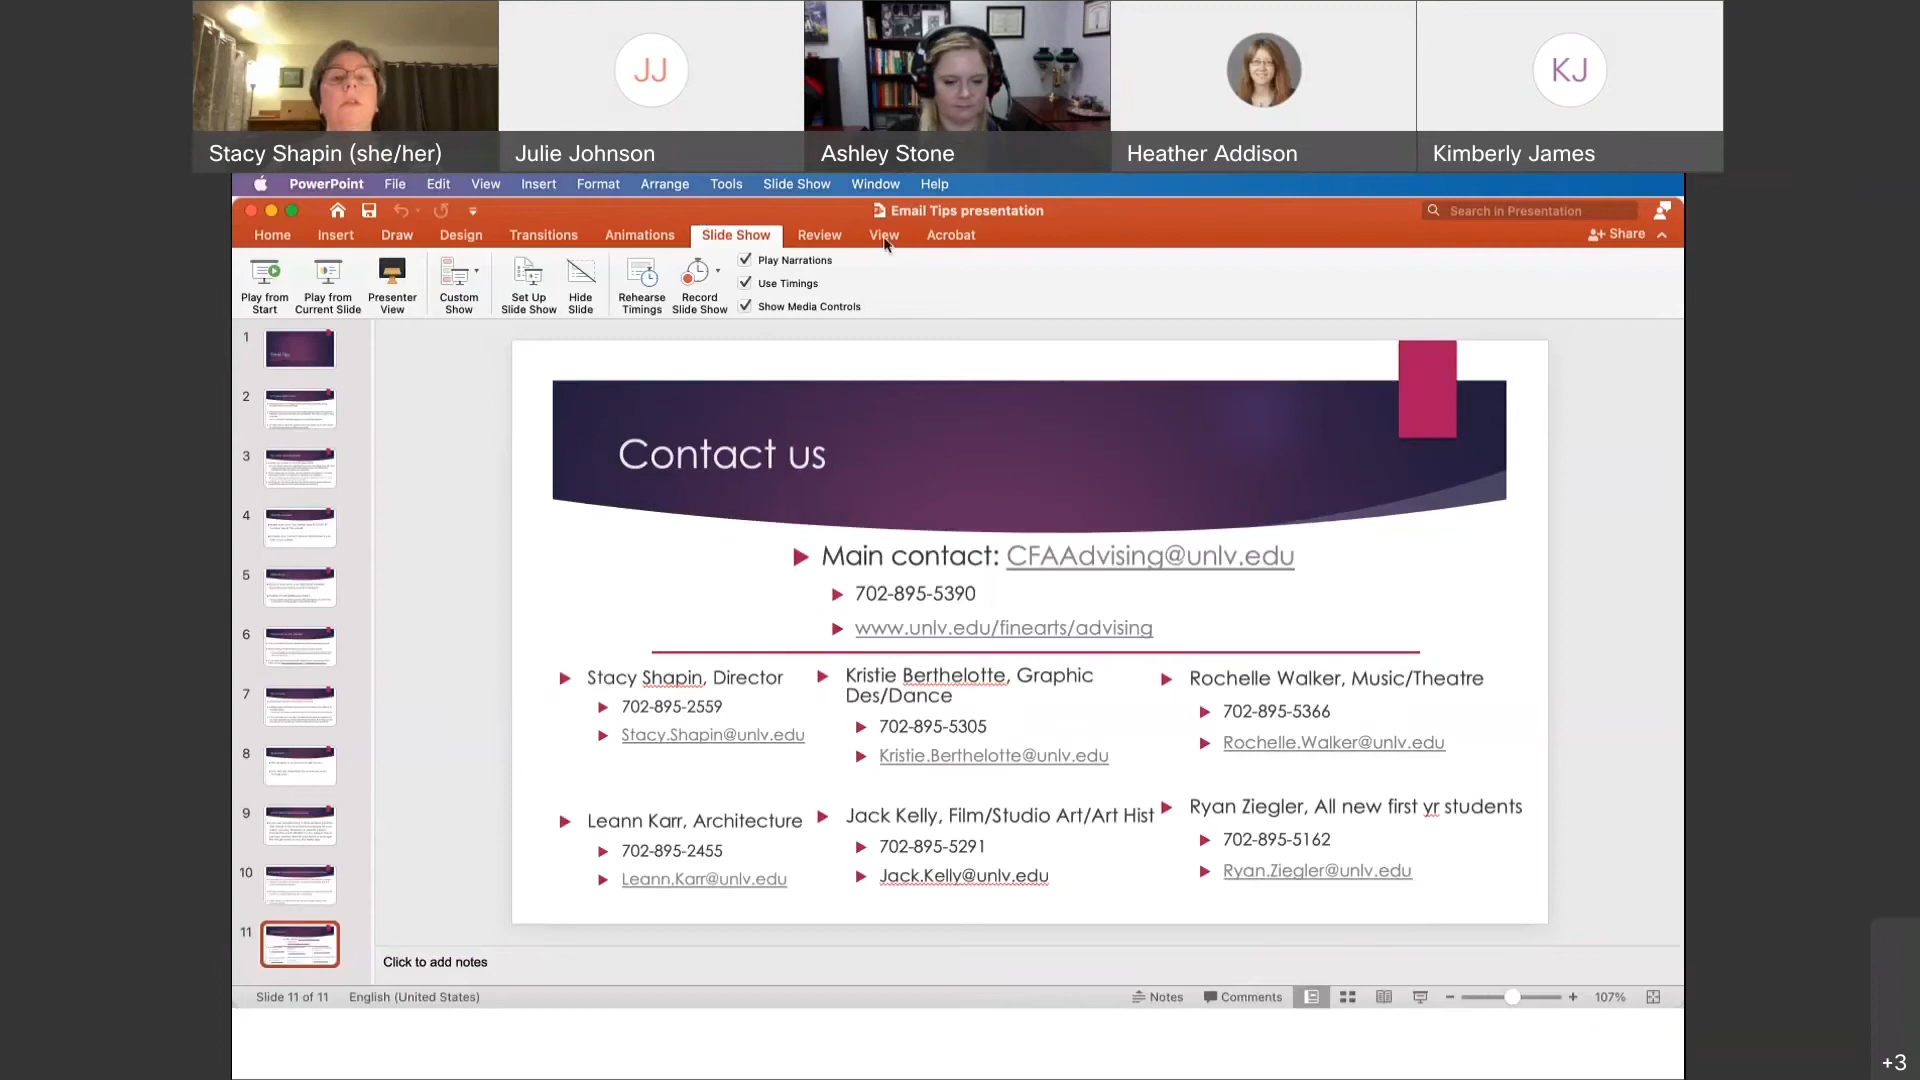 JJ
KJ
Stacy Shapin (she/her)
Julie Johnson
Ashley Stone
Heather Addison
Kimberly James
PowerPoint File Edit View Insert Format Arrange Tools Slide Show Window Help
Email Tips presentation
Search in Presentation
Home Insert Draw Design Transitions Animations Slide Show Review View Acrobat
Share
Play from Start
Play from Current Slide
Presenter View
Custom Show
Set Up Slide Show
Hide Slide
Rehearse Timings
Record Slide Show
Play Narrations
Use Timings
Show Media Controls
1
2
3
4
5
6
7
8
9
10
11
Contact us
Main contact: CFAAdvising@unlv.edu
702-895-5390
www.unlv.edu/finearts/advising
Stacy Shapin, Director
702-895-2559
Stacy.Shapin@unlv.edu
Kristie Berthelotte, Graphic
Des/Dance
702-895-5305
Kristie.Berthelotte@unlv.edu
Rochelle Walker, Music/Theatre
702-895-5366
Rochelle.Walker@unlv.edu
Leann Karr, Architecture
702-895-2455
Leann.Karr@unlv.edu
Jack Kelly, Film/Studio Art/Art Hist
702-895-5291
Jack.Kelly@unlv.edu
Ryan Ziegler, All new first yr students
702-895-5162
Ryan.Ziegler@unlv.edu
Click to add notes
Slide 11 of 11 English (United States)
Notes Comments 107%
+3